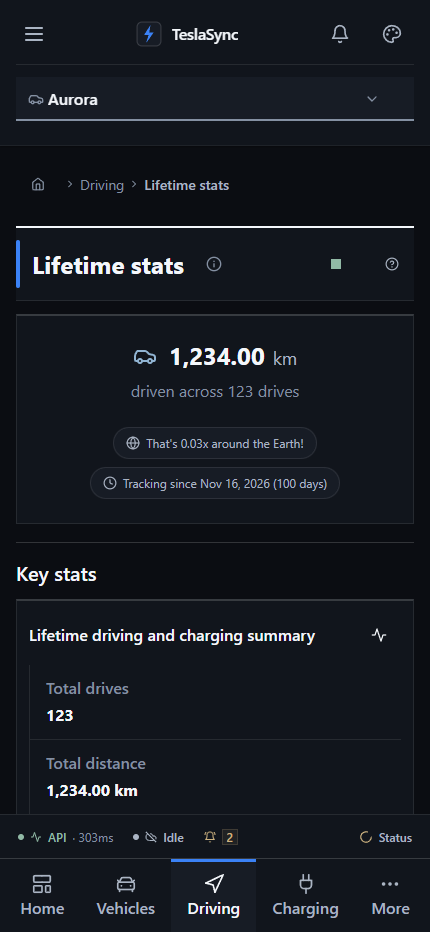 TeslaSync
Aurora
Driving
Lifetime stats
Lifetime stats
1,234.00 km
driven across 123 drives
That's 0.03x around the Earth!
Tracking since Nov 16, 2026 (100 days)
Key stats
Lifetime driving and charging summary
Total drives
123
Total distance
1,234.00 km
API · 303ms Idle 2 Status
Home Vehicles Driving Charging More